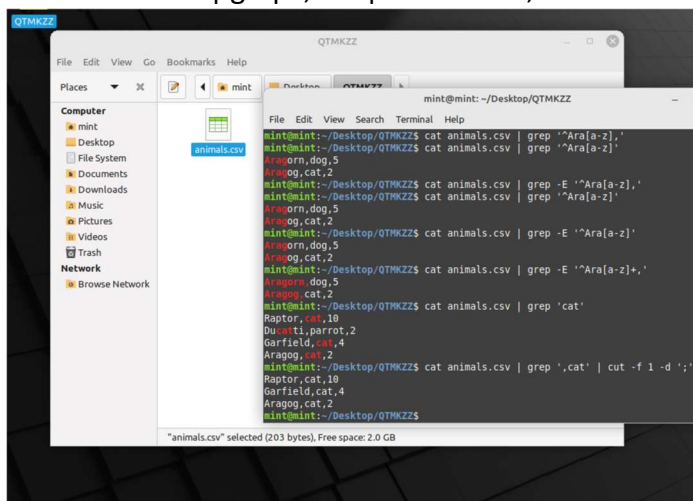 QTMKZZ
QTMKZZ
File Edit View Go Bookmarks Help
Places
mint
Computer
mint
Desktop
File System
Documents
Downloads
Music
Pictures
Videos
Trash
Network
Browse Network
animals.csv
"animals.csv" selected (203 bytes), Free space: 2.0 GB
mint@mint: ~/Desktop/QTMKZZ
File Edit View Search Terminal Help
mint@mint:~/Desktop/QTMKZZ$ cat animals.csv | grep '^Ara[a-z],'
mint@mint:~/Desktop/QTMKZZ$ cat animals.csv | grep '^Ara[a-z]'
Aragorn,dog,5
Aragog,cat,2
mint@mint:~/Desktop/QTMKZZ$ cat animals.csv | grep -E '^Ara[a-z],'
mint@mint:~/Desktop/QTMKZZ$ cat animals.csv | grep '^Ara[a-z]'
Aragorn,dog,5
Aragog,cat,2
mint@mint:~/Desktop/QTMKZZ$ cat animals.csv | grep -E '^Ara[a-z]'
Aragorn,dog,5
Aragog,cat,2
mint@mint:~/Desktop/QTMKZZ$ cat animals.csv | grep -E '^Ara[a-z]+,'
Aragorn,dog,5
Aragog,cat,2
mint@mint:~/Desktop/QTMKZZ$ cat animals.csv | grep 'cat'
Raptor,cat,10
Ducatti,parrot,2
Garfield,cat,4
Aragog,cat,2
mint@mint:~/Desktop/QTMKZZ$ cat animals.csv | grep ',cat' | cut -f 1 -d ';'
Raptor,cat,10
Garfield,cat,4
Aragog,cat,2
mint@mint:~/Desktop/QTMKZZ$